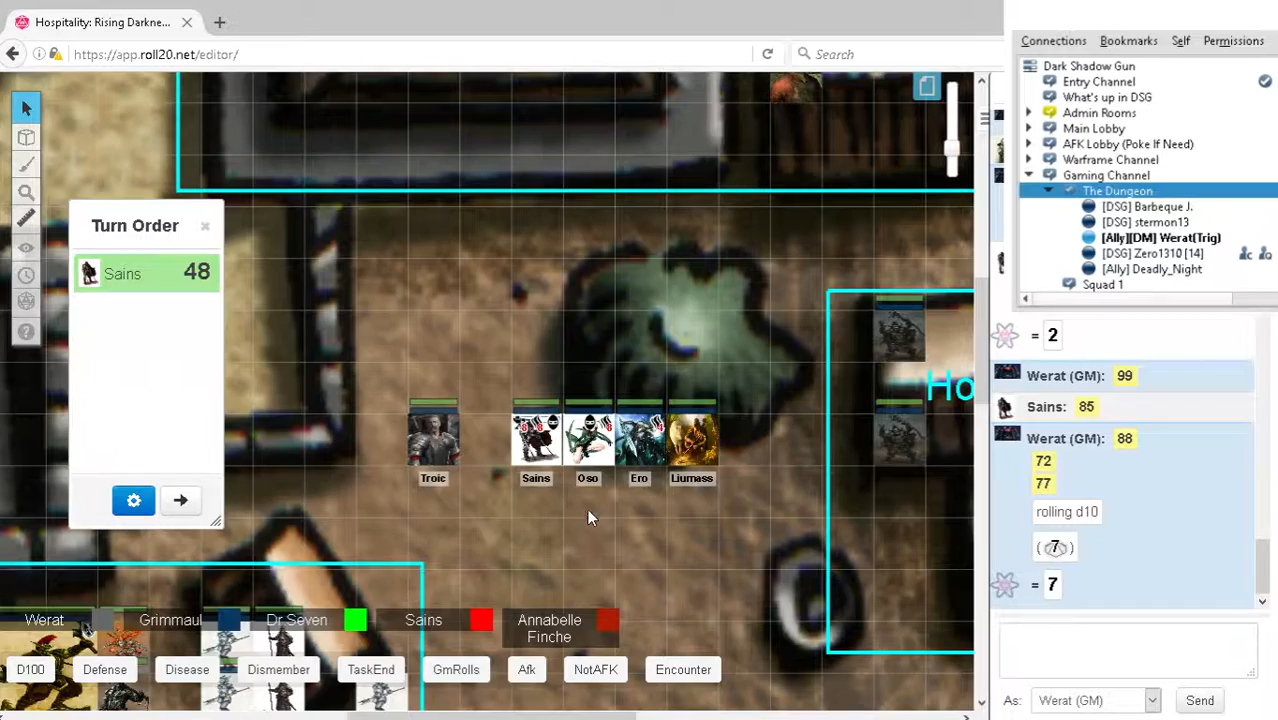 Hospitality: Rising Darkne...
https://app.roll20.net/editor/
Search
Connections Bookmarks Self Permissions
Dark Shadow Gun
Entry Channel
What's up in DSG
Admin Rooms
Main Lobby
AFK Lobby (Poke If Need)
Warframe Channel
Gaming Channel
The Dungeon
[DSG] Barbeque J.
[DSG] stermon13
[Ally][DM] Werat(Trig)
[DSG] Zero1310 [14]
[Ally] Deadly_Night
Squad 1
Turn Order
Sains 48
Ho
Troic Sains Oso Ero Liumass
= 2
Werat (GM): 99
Sains: 85
Werat (GM): 88
72
77
rolling d10
(7)
= 7
Werat Grimmaul Dr Seven Sains Annabelle
Finche
D100 Defense Disease Dismember TaskEnd GmRolls Afk NotAFK Encounter
As: Werat (GM) Send